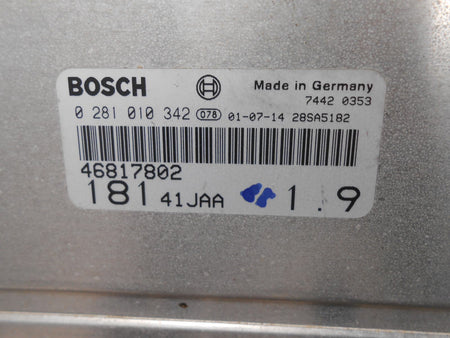 BOSCH Made in Germany
7442 0353
0 281 010 342 078 01-07-14 28SA5182
46817802
181 41JAA 1.9